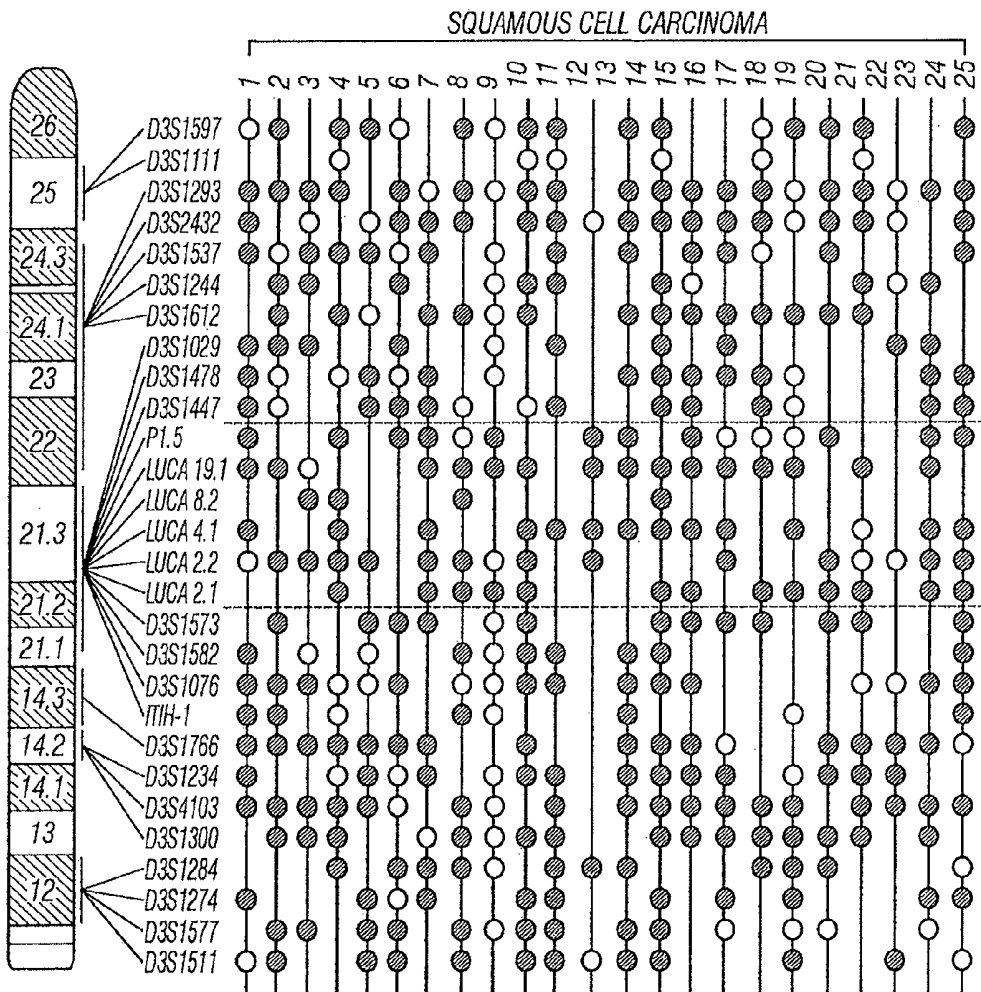 SQUAMOUS CELL CARCINOMA
1 2 3 4 5 6 7 8 9 10 11 12 13 14 15 16 17 18 19 20 21 22 23 24 25
26
25
24.3
24.1
23
22
21.3
21.2
21.1
14.3
14.2
14.1
13
12
D3S1597
D3S1111
D3S1293
D3S2432
D3S1537
D3S1244
D3S1612
D3S1029
D3S1478
D3S1447
P1.5
LUCA 19.1
LUCA 8.2
LUCA 4.1
LUCA 2.2
LUCA 2.1
D3S1573
D3S1582
D3S1076
ITIH-1
D3S1766
D3S1234
D3S4103
D3S1300
D3S1284
D3S1274
D3S1577
D3S1511